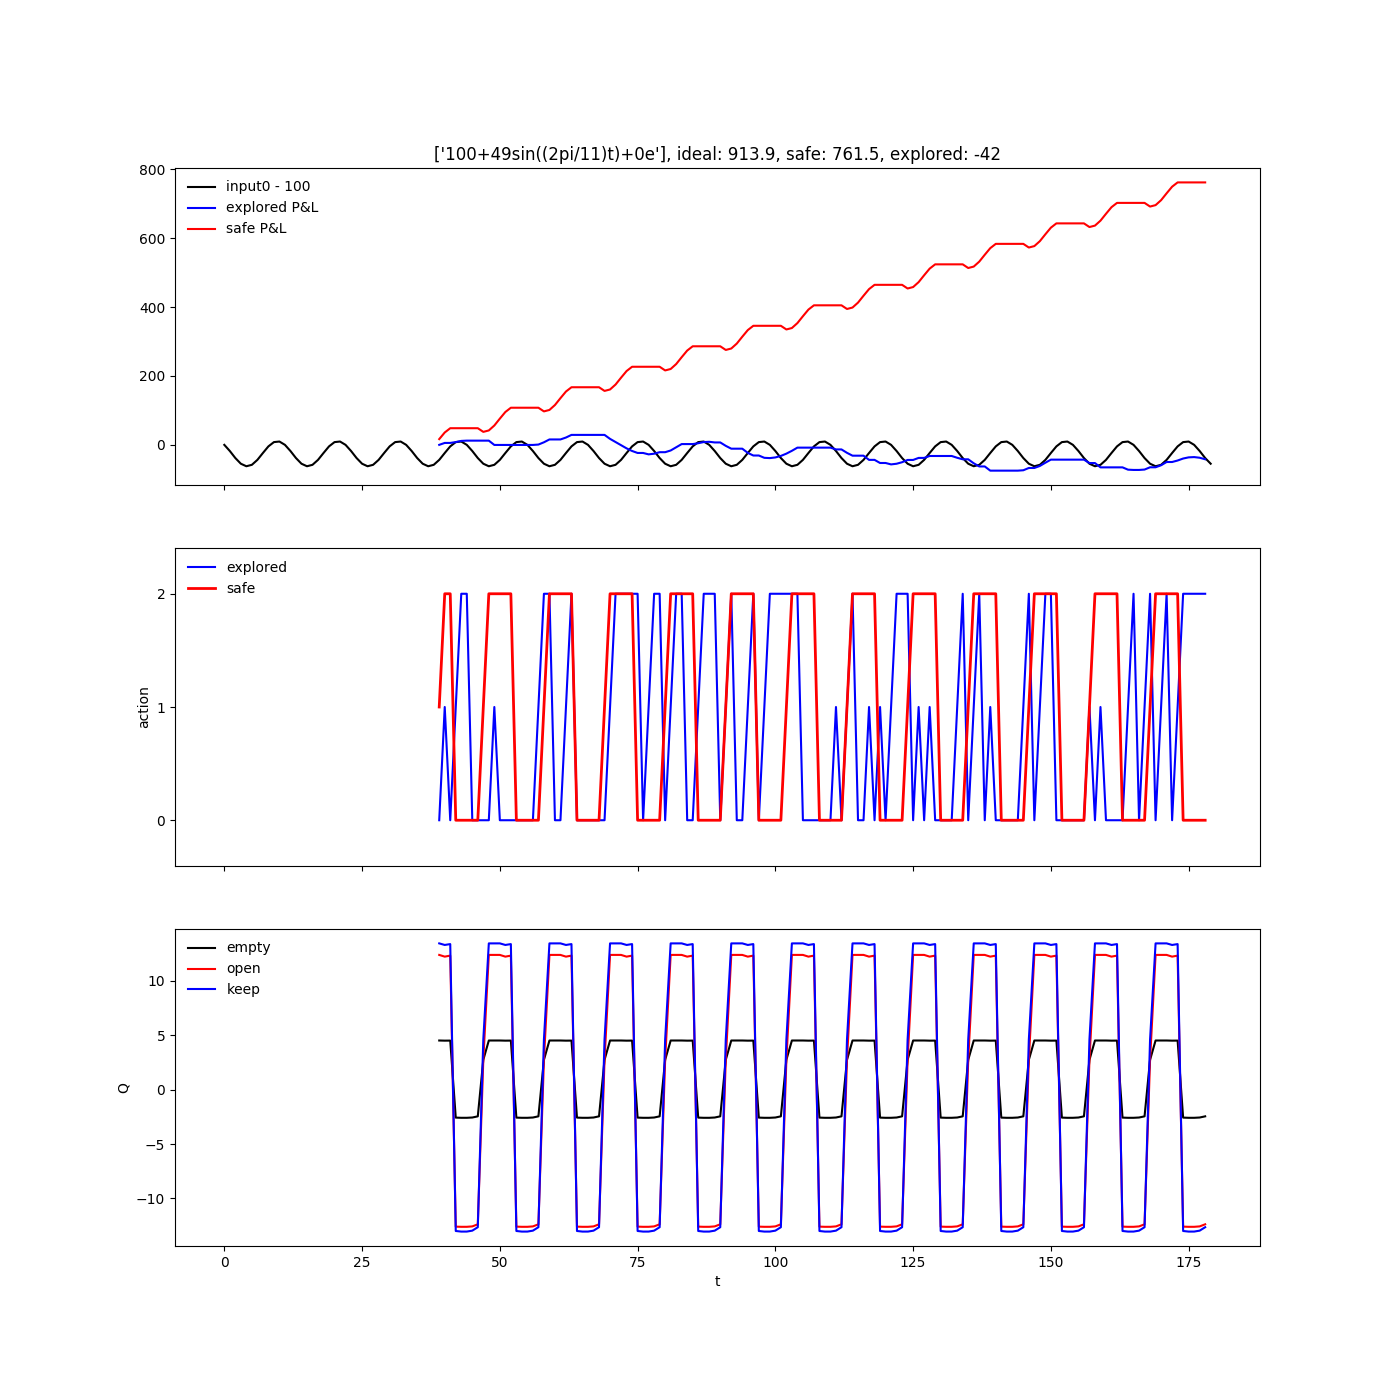 ['100+49sin((2pi/11)t)+0e'], ideal: 913.9, safe: 761.5, explored: -42
800
600
400
200
0
input0 - 100
explored P&L
safe P&L
action
2
1
0
explored
safe
Q
10
5
0
−5
−10
empty
open
keep
0 25 50 75 100 125 150 175
t